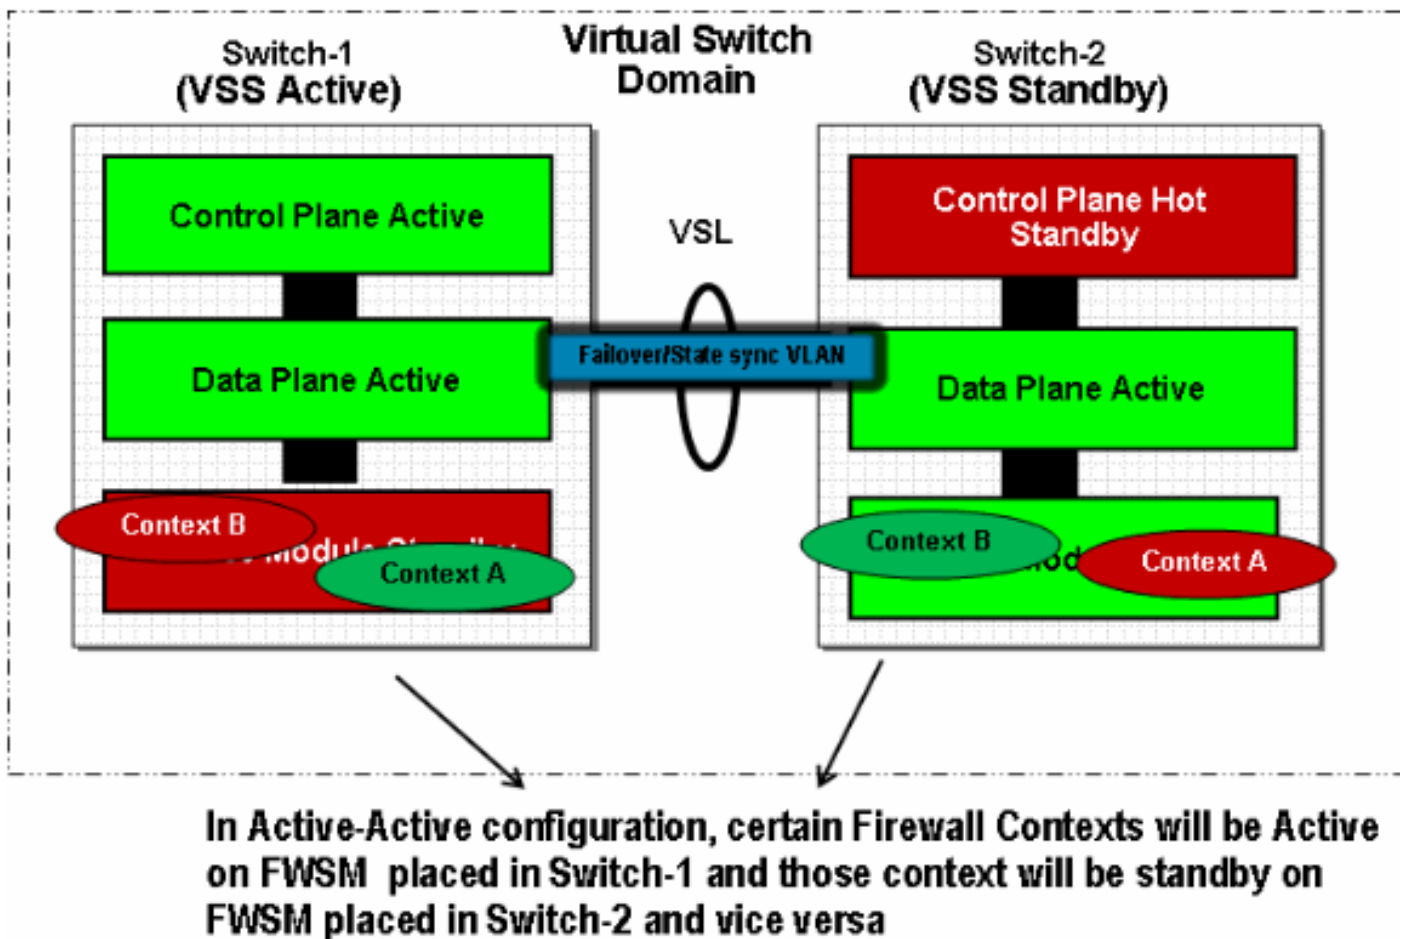 Switch-1
(VSS Active)
Virtual Switch
Domain
Switch-2
(VSS Standby)
Control Plane Active
Control Plane Hot
Standby
VSL
Data Plane Active
Failover/State sync VLAN
Data Plane Active
Context B
Module
Context A
Context B
Context A
In Active-Active configuration, certain Firewall Contexts will be Active
on FWSM placed in Switch-1 and those context will be standby on
FWSM placed in Switch-2 and vice versa